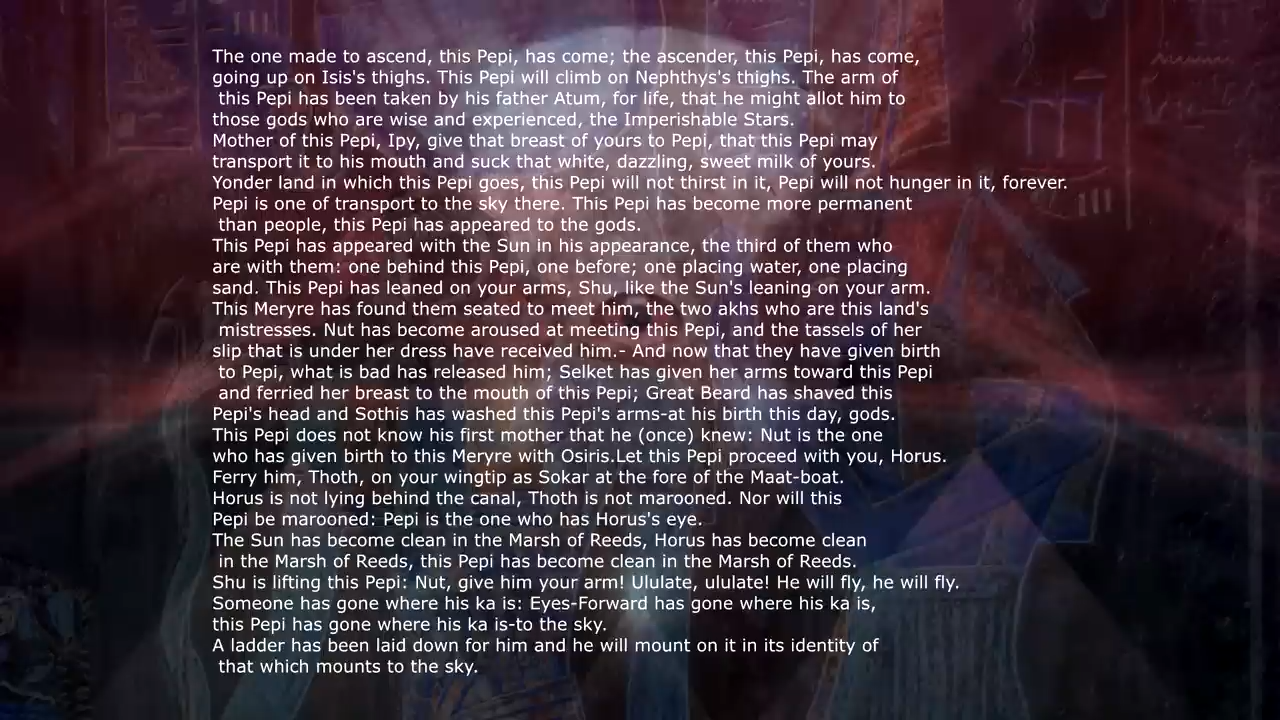 The one made to ascend, this Pepi, has come; the ascender, this Pepi, has come,
going up on Isis's thighs. This Pepi will climb on Nephthys's thighs. The arm of
this Pepi has been taken by his father Atum, for life, that he might allot him to
those gods who are wise and experienced, the Imperishable Stars.
Mother of this Pepi, Ipy, give that breast of yours to Pepi, that this Pepi may
transport it to his mouth and suck that white, dazzling, sweet milk of yours.
Yonder land in which this Pepi goes, this Pepi will not thirst in it, Pepi will not hunger in it, forever.
Pepi is one of transport to the sky there. This Pepi has become more permanent
than people, this Pepi has appeared to the gods.
This Pepi has appeared with the Sun in his appearance, the third of them who
are with them: one behind this Pepi, one before; one placing water, one placing
sand. This Pepi has leaned on your arms, Shu, like the Sun's leaning on your arm.
This Meryre has found them seated to meet him, the two akhs who are this land's
mistresses. Nut has become aroused at meeting this Pepi, and the tassels of her
slip that is under her dress have received him.- And now that they have given birth
to Pepi, what is bad has released him; Selket has given her arms toward this Pepi
and ferried her breast to the mouth of this Pepi; Great Beard has shaved this
Pepi's head and Sothis has washed this Pepi's arms-at his birth this day, gods.
This Pepi does not know his first mother that he (once) knew: Nut is the one
who has given birth to this Meryre with Osiris.Let this Pepi proceed with you, Horus.
Ferry him, Thoth, on your wingtip as Sokar at the fore of the Maat-boat.
Horus is not lying behind the canal, Thoth is not marooned. Nor will this
Pepi be marooned: Pepi is the one who has Horus's eye.
The Sun has become clean in the Marsh of Reeds, Horus has become clean
in the Marsh of Reeds, this Pepi has become clean in the Marsh of Reeds.
Shu is lifting this Pepi: Nut, give him your arm! Ululate, ululate! He will fly, he will fly.
Someone has gone where his ka is: Eyes-Forward has gone where his ka is,
this Pepi has gone where his ka is-to the sky.
A ladder has been laid down for him and he will mount on it in its identity of
that which mounts to the sky.